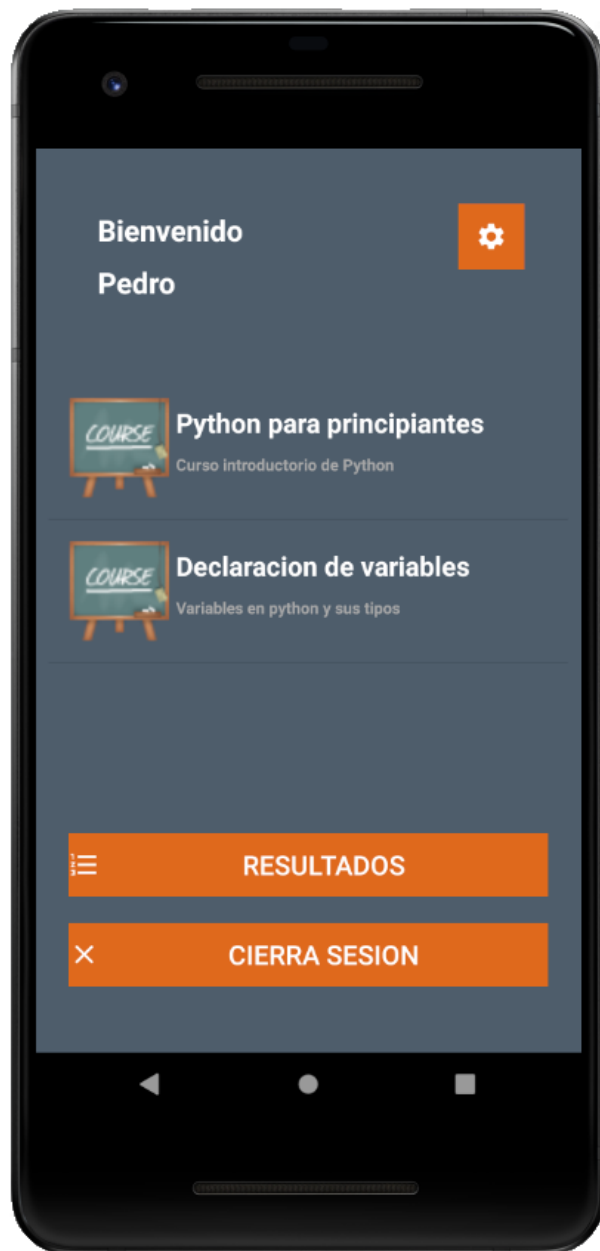 Bienvenido
Pedro
COURSE
Python para principiantes
Curso introductorio de Python
COURSE
Declaracion de variables
Variables en python y sus tipos
RESULTADOS
CIERRA SESION